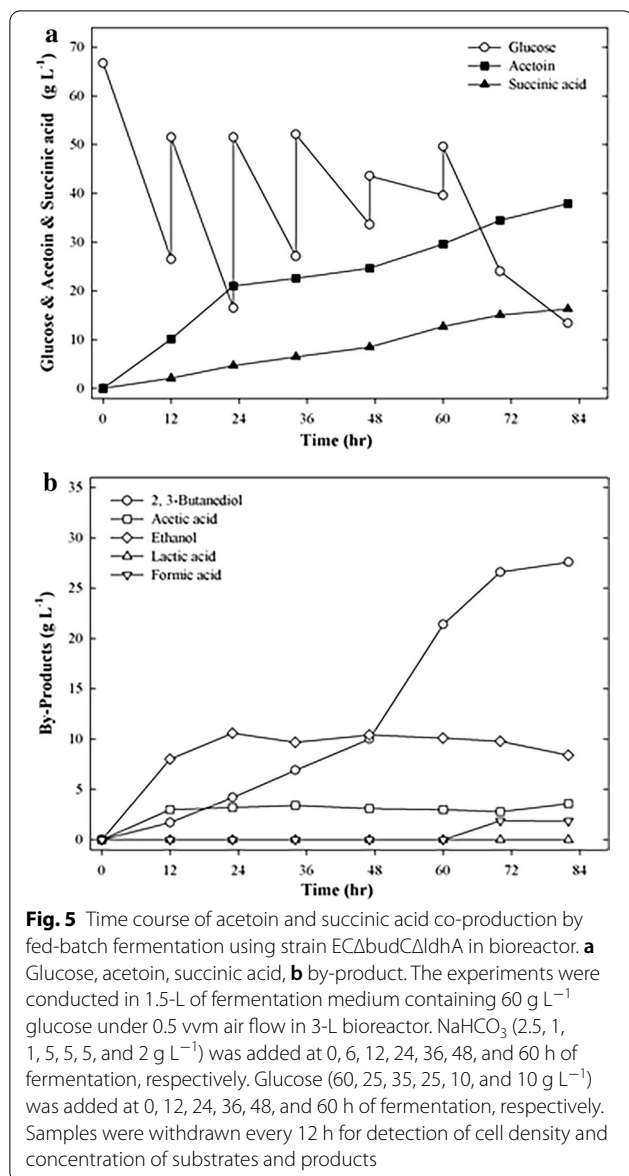 a
70
60
50
40
30
20
10
0
Glucose & Acetoin & Succinic acid (g L⁻¹)
Glucose
Acetoin
Succinic acid
0 12 24 36 48 60 72 84
Time (hr)
b
35
30
25
20
15
10
5
0
By-Products (g L⁻¹)
2, 3-Butanediol
Acetic acid
Ethanol
Lactic acid
Formic acid
0 12 24 36 48 60 72 84
Time (hr)
Fig. 5 Time course of acetoin and succinic acid co-production by
fed-batch fermentation using strain ECΔbudCΔldhA in bioreactor. a
Glucose, acetoin, succinic acid, b by-product. The experiments were
conducted in 1.5-L of fermentation medium containing 60 g L⁻¹
glucose under 0.5 vvm air flow in 3-L bioreactor. NaHCO₃ (2.5, 1,
1, 5, 5, 5, and 2 g L⁻¹) was added at 0, 6, 12, 24, 36, 48, and 60 h of
fermentation, respectively. Glucose (60, 25, 35, 25, 10, and 10 g L⁻¹)
was added at 0, 12, 24, 36, 48, and 60 h of fermentation, respectively.
Samples were withdrawn every 12 h for detection of cell density and
concentration of substrates and products